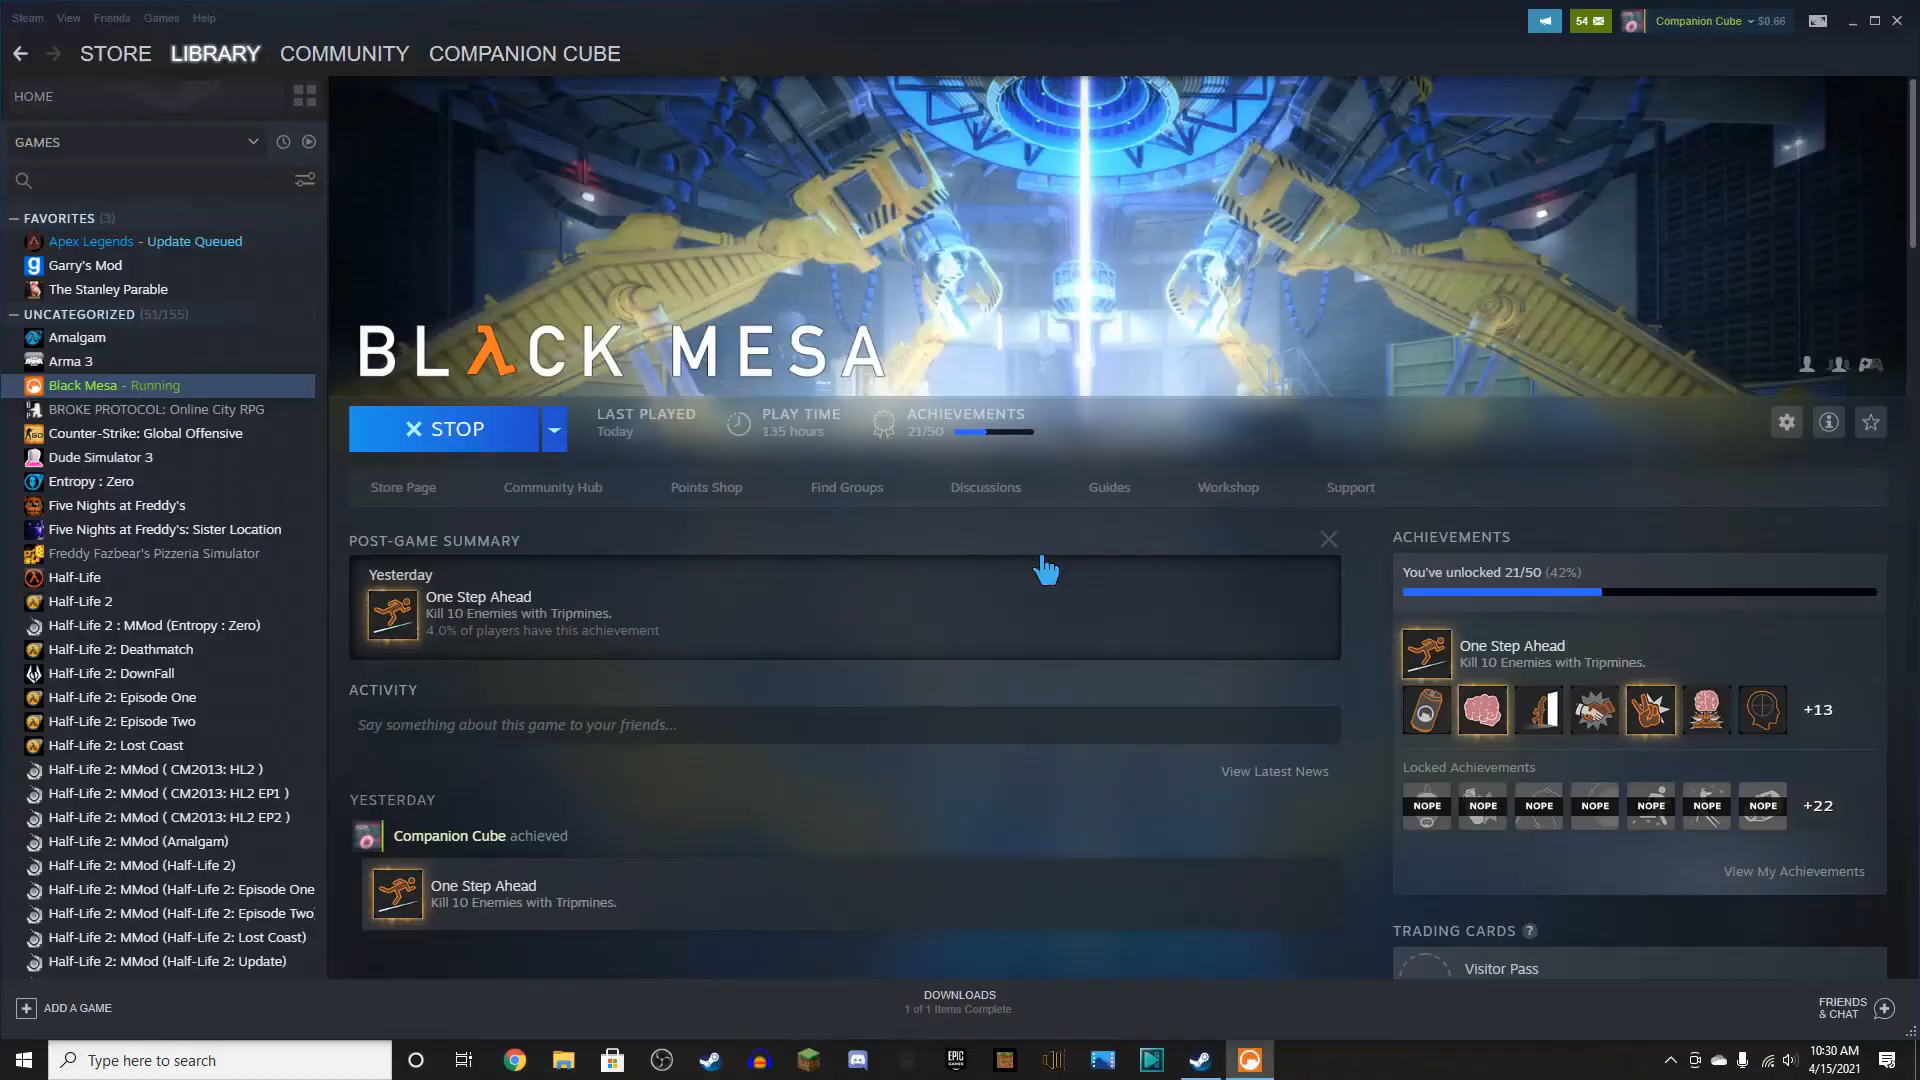 Steam View Friends Games Help
54 Companion Cube $0.66
STORE LIBRARY COMMUNITY COMPANION CUBE
HOME
GAMES
FAVORITES (3)
Apex Legends - Update Queued
Garry's Mod
The Stanley Parable
UNCATEGORIZED (51/155)
Amalgam
Arma 3
Black Mesa - Running
BROKE PROTOCOL: Online City RPG
Counter-Strike: Global Offensive
Dude Simulator 3
Entropy : Zero
Five Nights at Freddy's
Five Nights at Freddy's: Sister Location
Freddy Fazbear's Pizzeria Simulator
Half-Life
Half-Life 2
Half-Life 2 : MMod (Entropy : Zero)
Half-Life 2: Deathmatch
Half-Life 2: DownFall
Half-Life 2: Episode One
Half-Life 2: Episode Two
Half-Life 2: Lost Coast
Half-Life 2: MMod ( CM2013: HL2 )
Half-Life 2: MMod ( CM2013: HL2 EP1 )
Half-Life 2: MMod ( CM2013: HL2 EP2 )
Half-Life 2: MMod (Amalgam)
Half-Life 2: MMod (Half-Life 2)
Half-Life 2: MMod (Half-Life 2: Episode One
Half-Life 2: MMod (Half-Life 2: Episode Two)
Half-Life 2: MMod (Half-Life 2: Lost Coast)
Half-Life 2: MMod (Half-Life 2: Update)
ADD A GAME
BLλCK MESA
STOP
LAST PLAYED
Today
PLAY TIME
135 hours
ACHIEVEMENTS
21/50
Store Page Community Hub Points Shop Find Groups Discussions Guides Workshop Support
POST-GAME SUMMARY
Yesterday
One Step Ahead
Kill 10 Enemies with Tripmines.
4.0% of players have this achievement
ACTIVITY
Say something about this game to your friends...
View Latest News
YESTERDAY
Companion Cube achieved
One Step Ahead
Kill 10 Enemies with Tripmines.
ACHIEVEMENTS
You've unlocked 21/50 (42%)
One Step Ahead
Kill 10 Enemies with Tripmines.
+13
Locked Achievements
NOPE NOPE NOPE NOPE NOPE NOPE NOPE +22
View My Achievements
TRADING CARDS ?
Visitor Pass
DOWNLOADS
1 of 1 Items Complete
FRIENDS
& CHAT
Type here to search
EPIC
GAMES
10:30 AM
4/15/2021